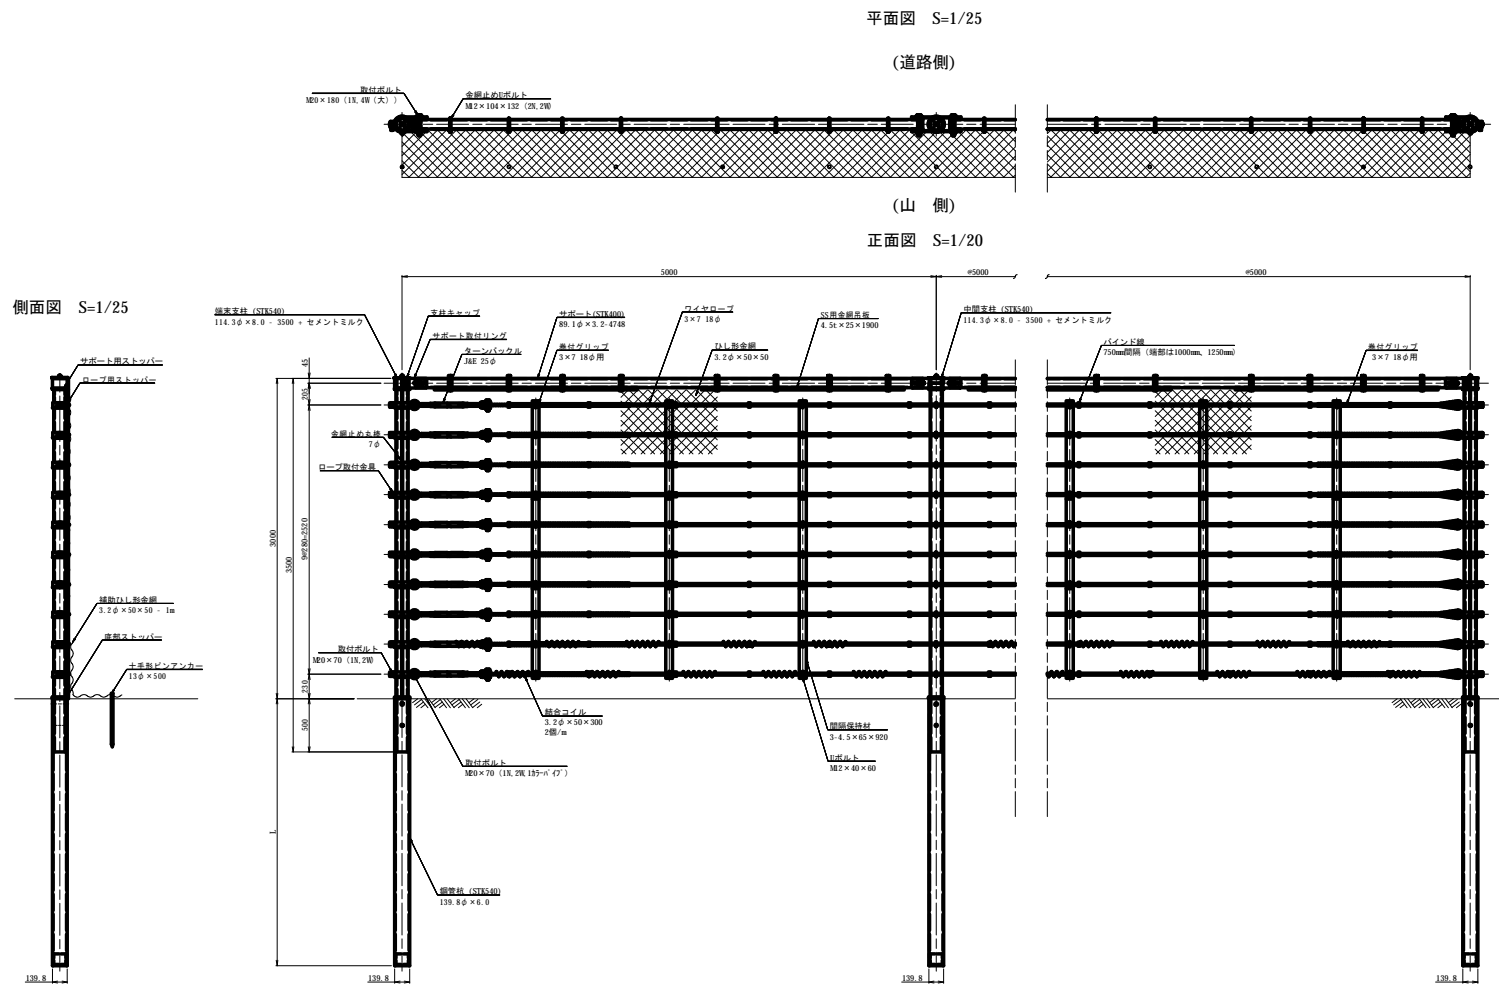 平面図 S=1/25
(道路側)
取付ボルト
M20×180 (1N,4W(大))
金網止めUボルト
M12×104×132 (2N,2W)
(山 側)
正面図 S=1/20
5000
@5000
@5000
側面図 S=1/25
端末支柱 (STK540)
114.3φ×8.0 - 3500 + セメントミルク
支柱キャップ
サポート取付リング
ターンバックル
J&E 25φ
サポート(STK400)
89.1φ×3.2-4748
巻付グリップ
3×7 18φ用
ワイヤロープ
3×7 18φ
ひし形金網
3.2φ×50×50
SS用金網吊板
4.5t×25×1900
中間支柱 (STK540)
114.3φ×8.0 - 3500 + セメントミルク
バインド線
750mm間隔 (端部は1000mm, 1250mm)
巻付グリップ
3×7 18φ用
サポート用ストッパー
ロープ用ストッパー
45
205
金網止め丸棒
7φ
ロープ取付金具
3000
3500
9@280=2520
補助ひし形金網
3.2φ×50×50 - 1m
底部ストッパー
土手形ピンアンカー
13φ×500
取付ボルト
M20×70 (1N,2W)
230
500
結合コイル
3.2φ×50×300
2個/m
間隔保持材
3-4.5×65×920
Uボルト
M12×40×60
取付ボルト
M20×70 (1N,2W,1カラーパイプ)
L
鋼管杭 (STK540)
139.8φ×6.0
139.8
139.8
139.8